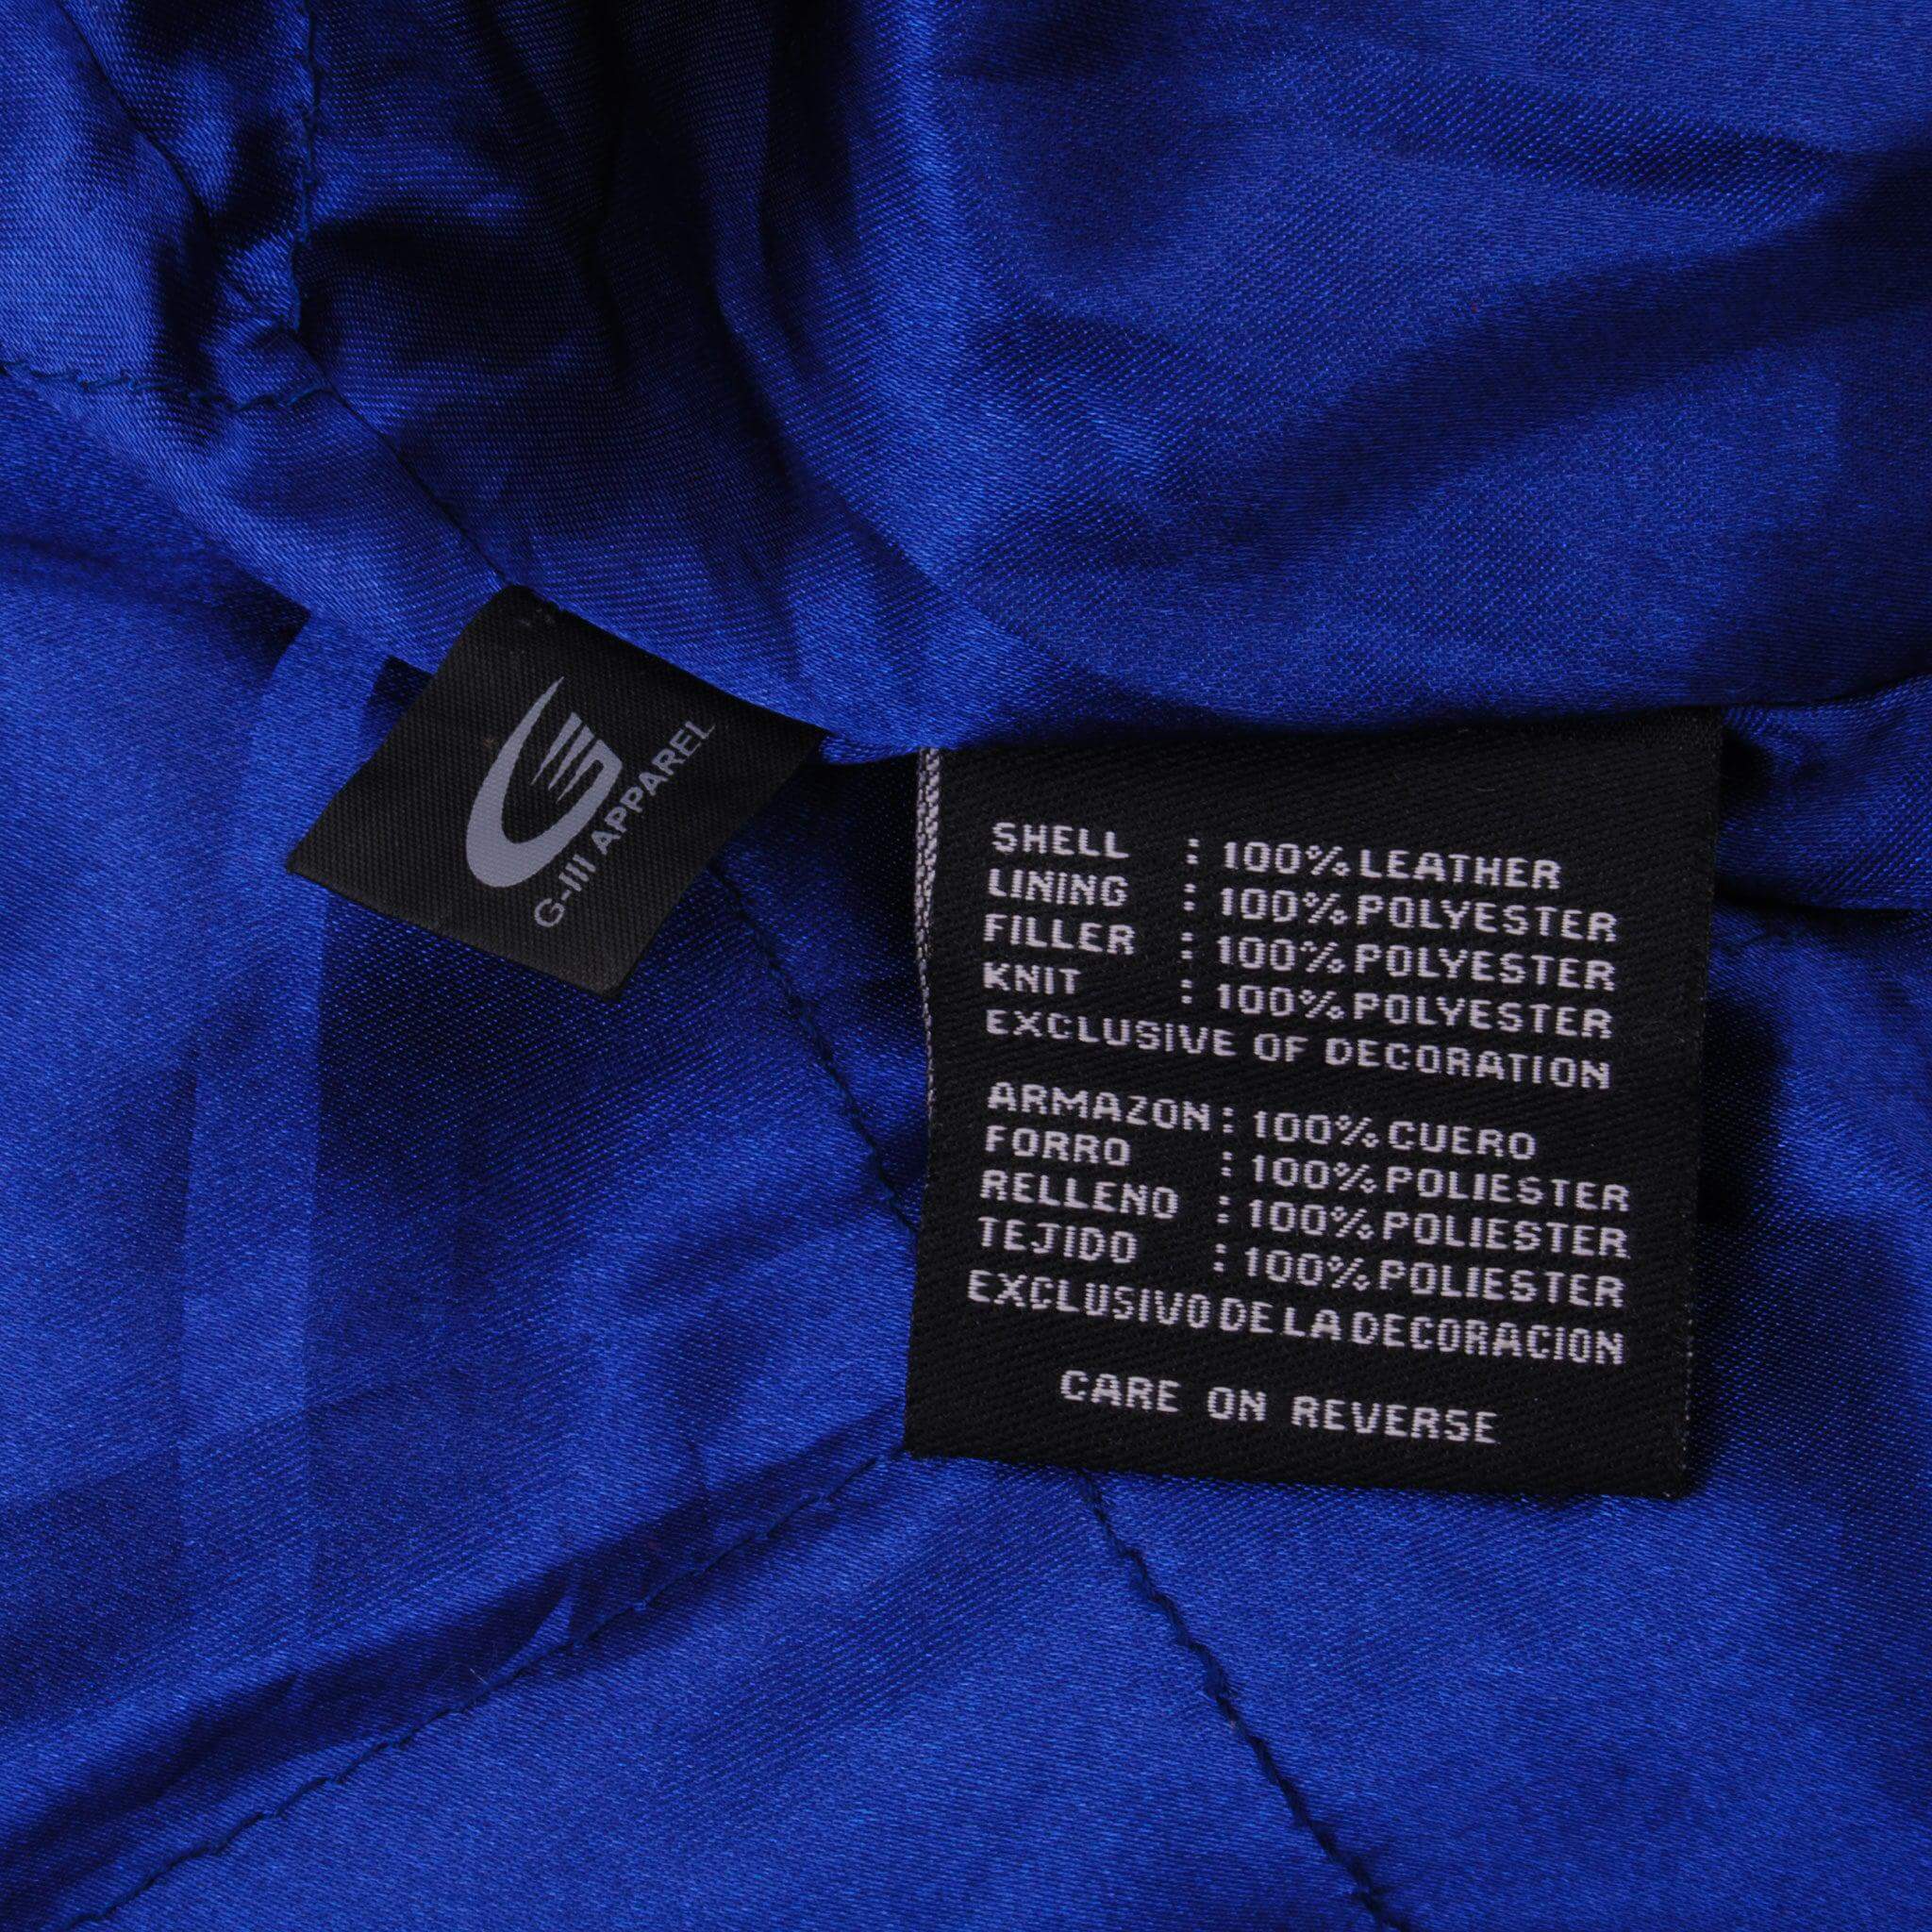 G-III APPAREL
SHELL : 100% LEATHER
LINING : 100% POLYESTER
FILLER : 100% POLYESTER
KNIT : 100% POLYESTER
EXCLUSIVE OF DECORATION
ARMAZON : 100% CUERO
FORRO : 100% POLIESTER
RELLENO : 100% POLIESTER
TEJIDO : 100% POLIESTER
EXCLUSIVO DE LA DECORACION
CARE ON REVERSE